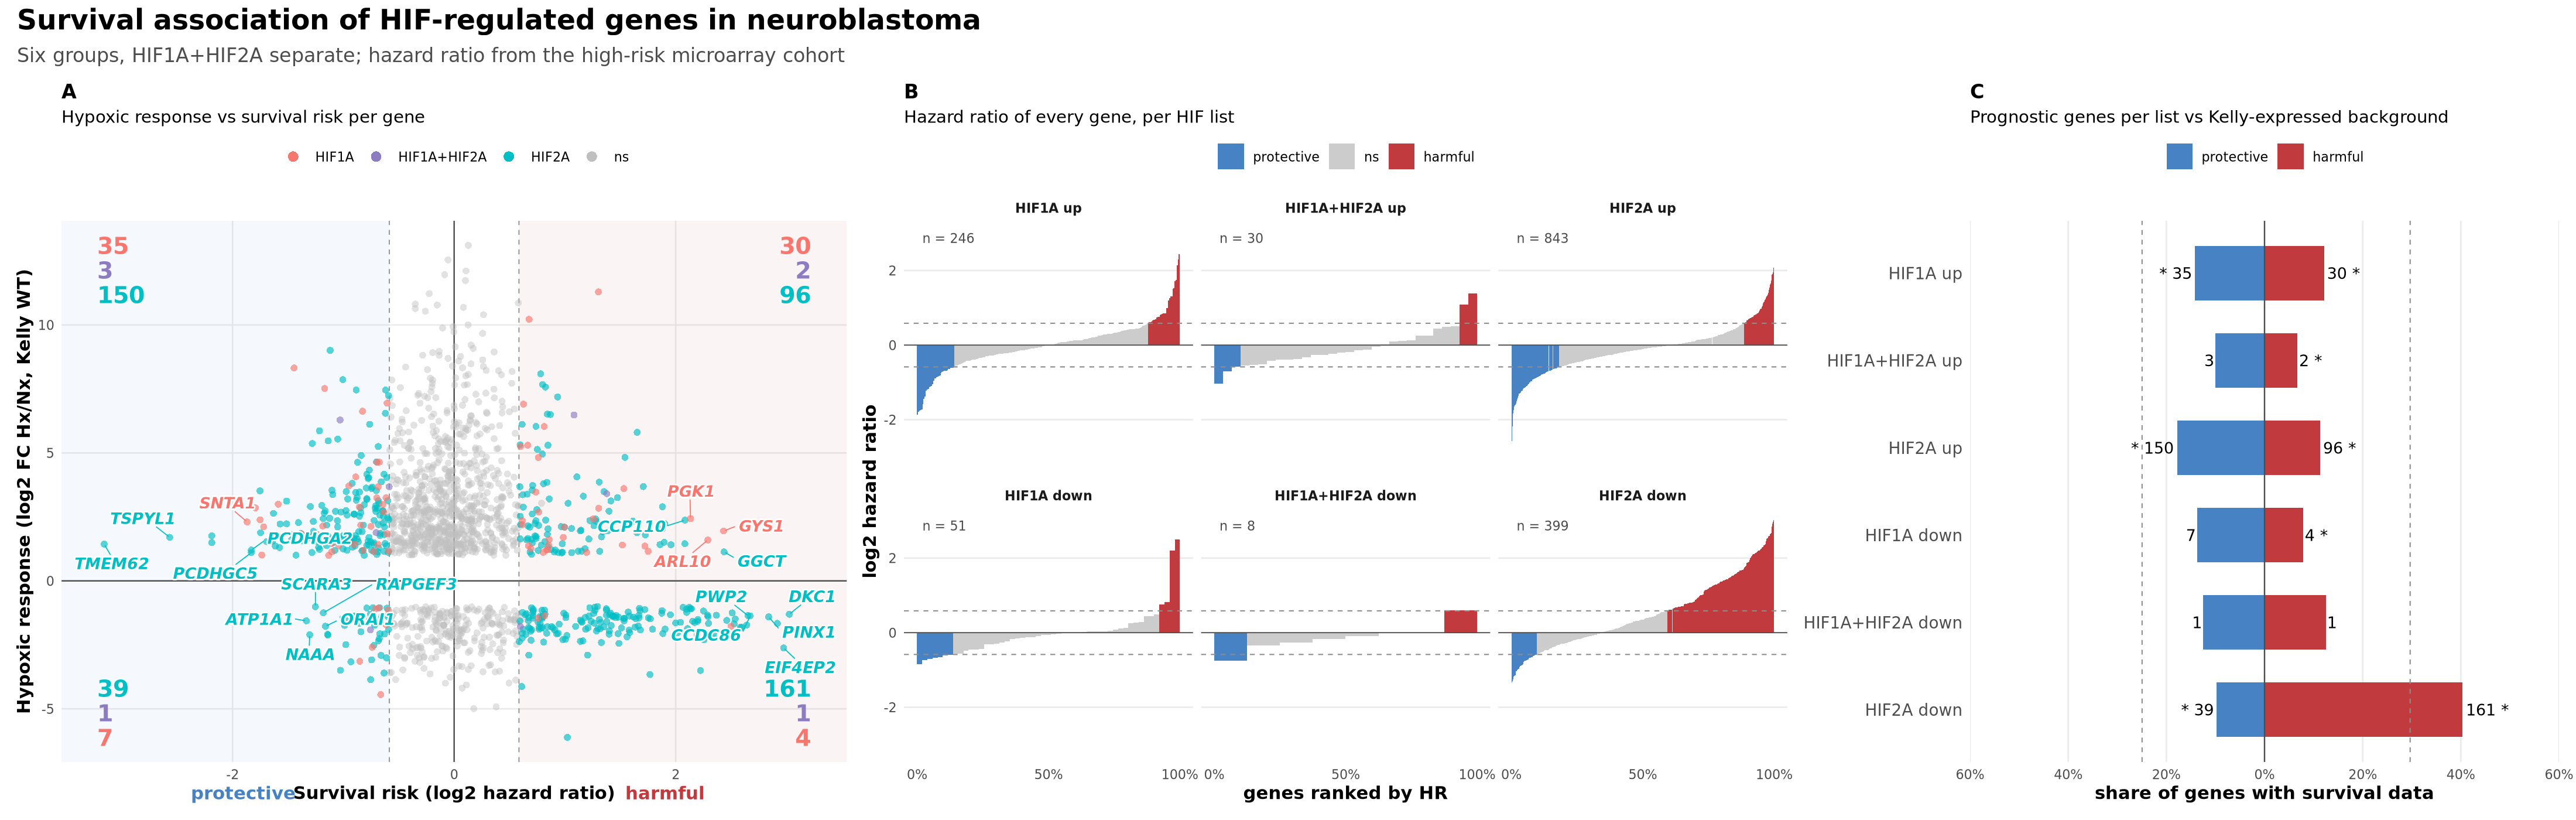 Survival association of HIF-regulated genes in neuroblastoma
Six groups, HIF1A+HIF2A separate; hazard ratio from the high-risk microarray cohort
A
Hypoxic response vs survival risk per gene
HIF1A
HIF1A+HIF2A
HIF2A
ns
35
3
150
30
2
96
10
5
0
-5
Hypoxic response (log2 FC Hx/Nx, Kelly WT)
SNTA1
TSPYL1
PCDHGA2
TMEM62
PCDHGC5
SCARA3
RAPGEF3
ATP1A1
ORAI1
NAAA
PGK1
CCP110
GYS1
ARL10
GGCT
PWP2
DKC1
CCDC86
PINX1
EIF4EP2
39
1
7
161
1
4
-2
0
2
protective
Survival risk (log2 hazard ratio)
harmful
B
Hazard ratio of every gene, per HIF list
protective
ns
harmful
HIF1A up
HIF1A+HIF2A up
HIF2A up
n = 246
n = 30
n = 843
2
0
-2
HIF1A down
HIF1A+HIF2A down
HIF2A down
n = 51
n = 8
n = 399
2
0
-2
log2 hazard ratio
0%
50%
100%
0%
50%
100%
0%
50%
100%
genes ranked by HR
C
Prognostic genes per list vs Kelly-expressed background
protective
harmful
HIF1A up
* 35
30 *
HIF1A+HIF2A up
3
2 *
HIF2A up
* 150
96 *
HIF1A down
7
4 *
HIF1A+HIF2A down
1
1
HIF2A down
* 39
161 *
60%
40%
20%
0%
20%
40%
60%
share of genes with survival data